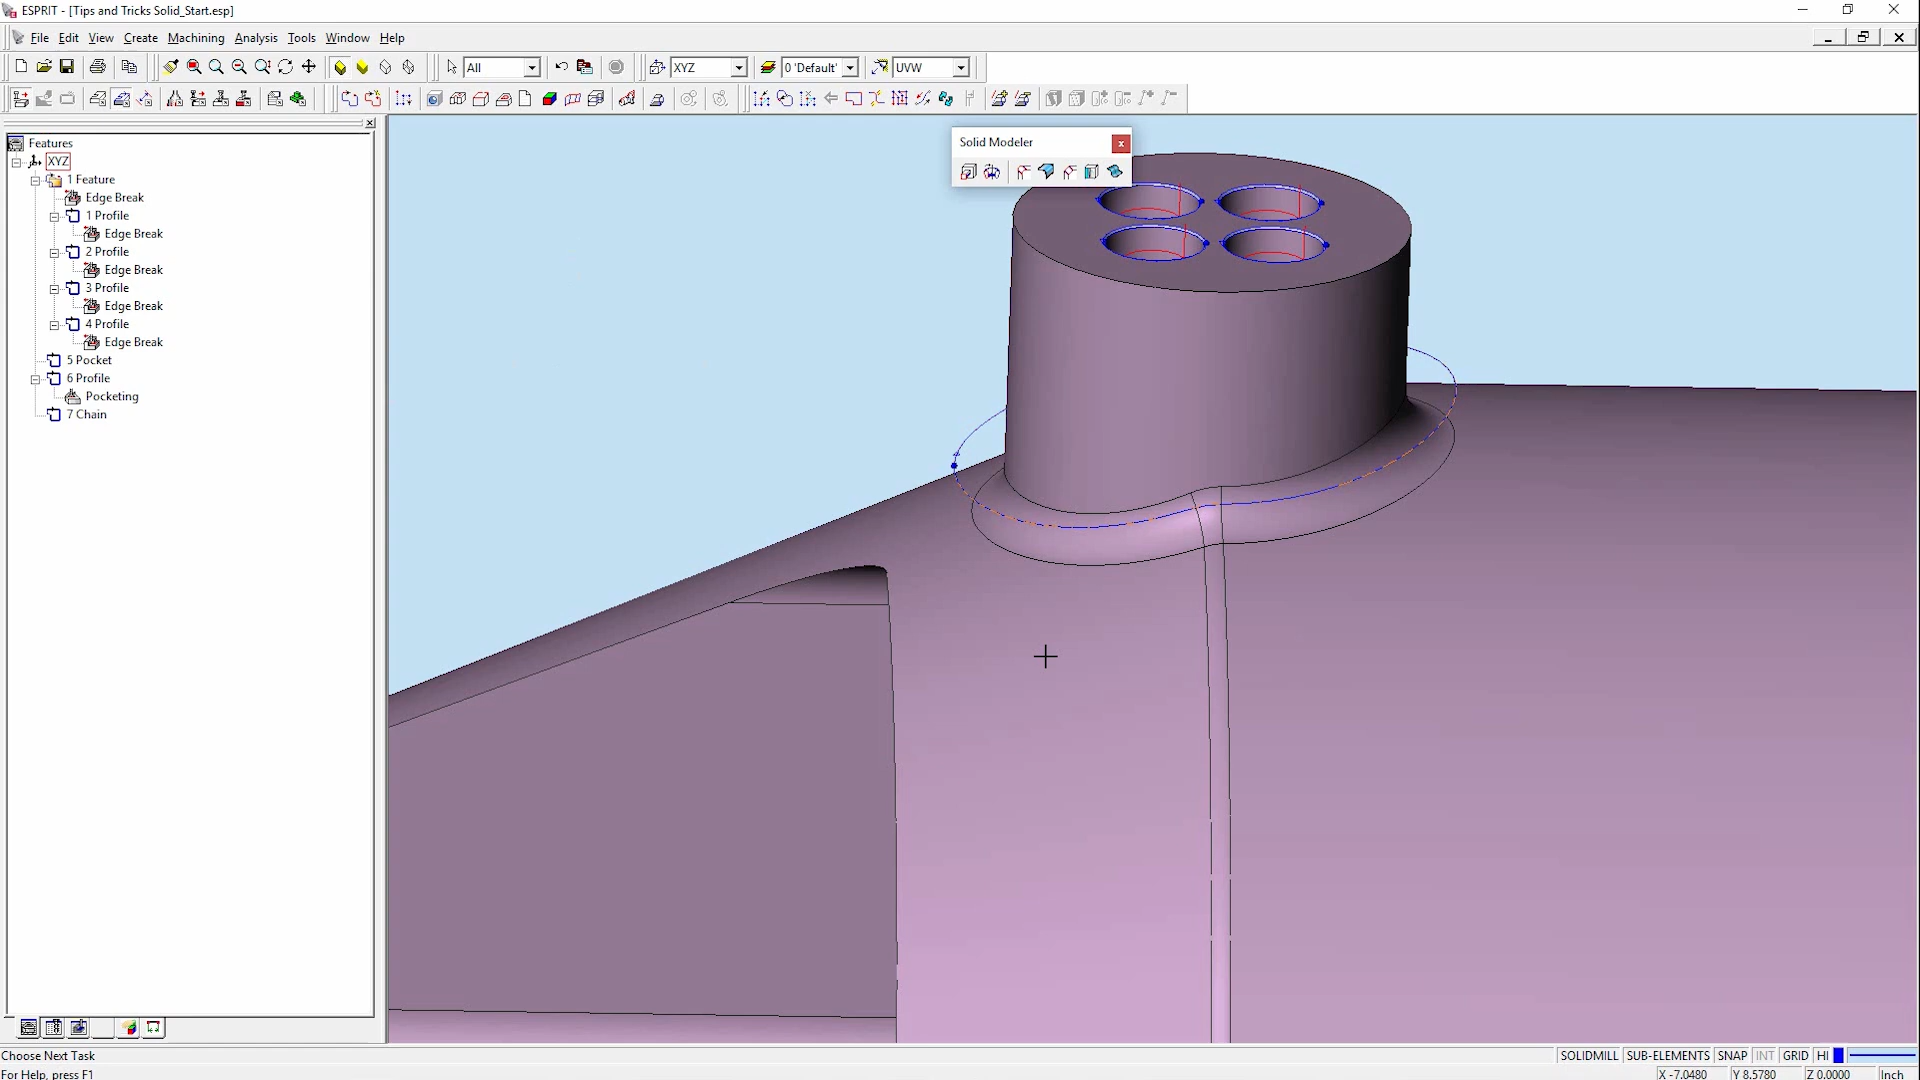 ESPRIT - [Tips and Tricks Solid_Start.esp]
File Edit View Create Machining Analysis Tools Window Help
All XYZ 0 'Default' UVW
Features
XYZ
1 Feature
Edge Break
1 Profile
Edge Break
2 Profile
Edge Break
3 Profile
Edge Break
4 Profile
Edge Break
5 Pocket
6 Profile
Pocketing
7 Chain
Solid Modeler
Choose Next Task
SOLIDMILL SUB-ELEMENTS SNAP INT GRID HI
For Help, press F1
X -7.0480 Y 8.5780 Z 0.0000 Inch